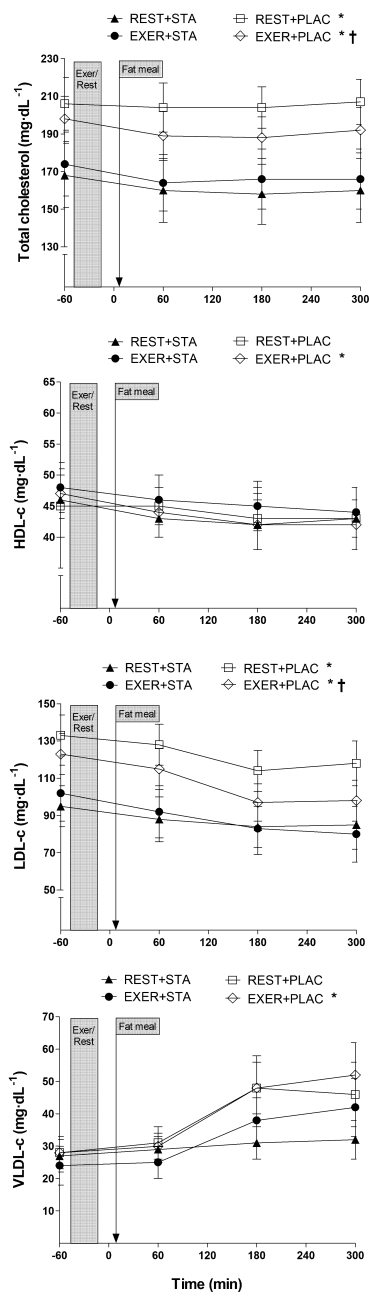 REST+STA REST+PLAC *
EXER+STA EXER+PLAC * †
Total cholesterol (mg·dL⁻¹)
230
210
190
170
150
130
Exer/
Rest
Fat meal
-60 0 60 120 180 240 300
REST+STA REST+PLAC
EXER+STA EXER+PLAC *
HDL-c (mg·dL⁻¹)
65
60
55
50
45
40
Exer/
Rest
Fat meal
-60 0 60 120 180 240 300
REST+STA REST+PLAC *
EXER+STA EXER+PLAC * †
LDL-c (mg·dL⁻¹)
150
130
110
90
70
50
Exer/
Rest
Fat meal
-60 0 60 120 180 240 300
REST+STA REST+PLAC
EXER+STA EXER+PLAC *
VLDL-c (mg·dL⁻¹)
70
60
50
40
30
20
10
Exer/
Rest
Fat meal
-60 0 60 120 180 240 300
Time (min)